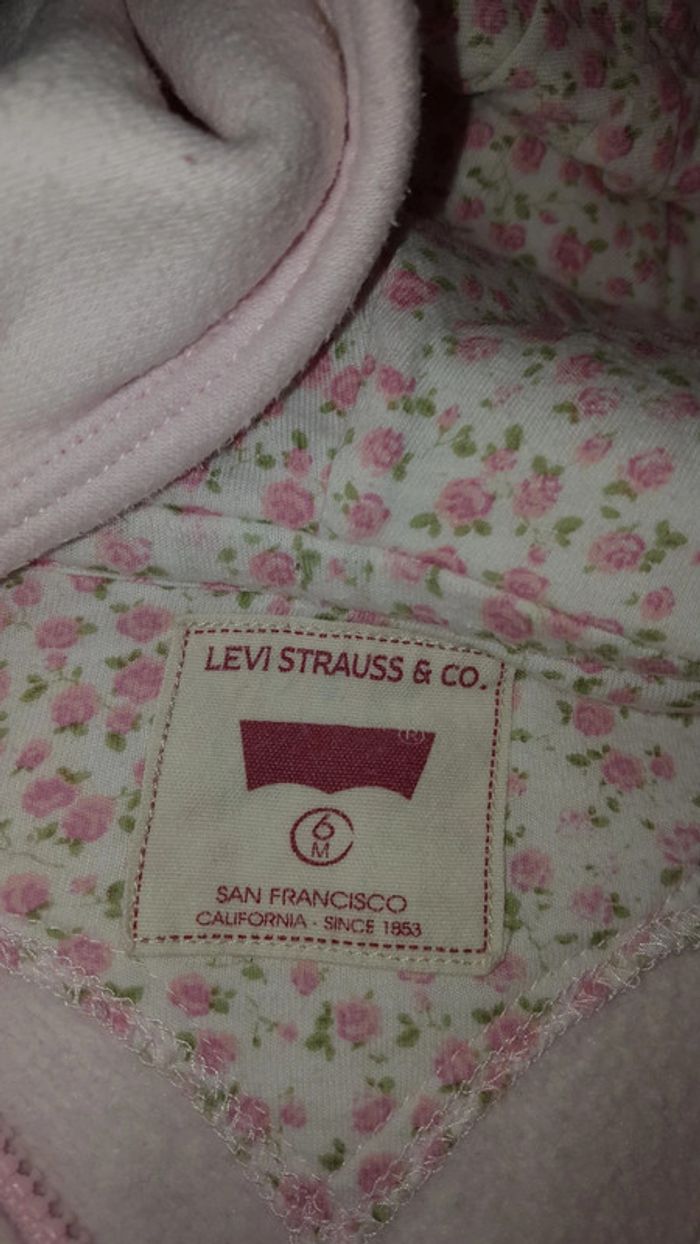 LEVI STRAUSS & CO.
®
6
M
SAN FRANCISCO
CALIFORNIA - SINCE 1853